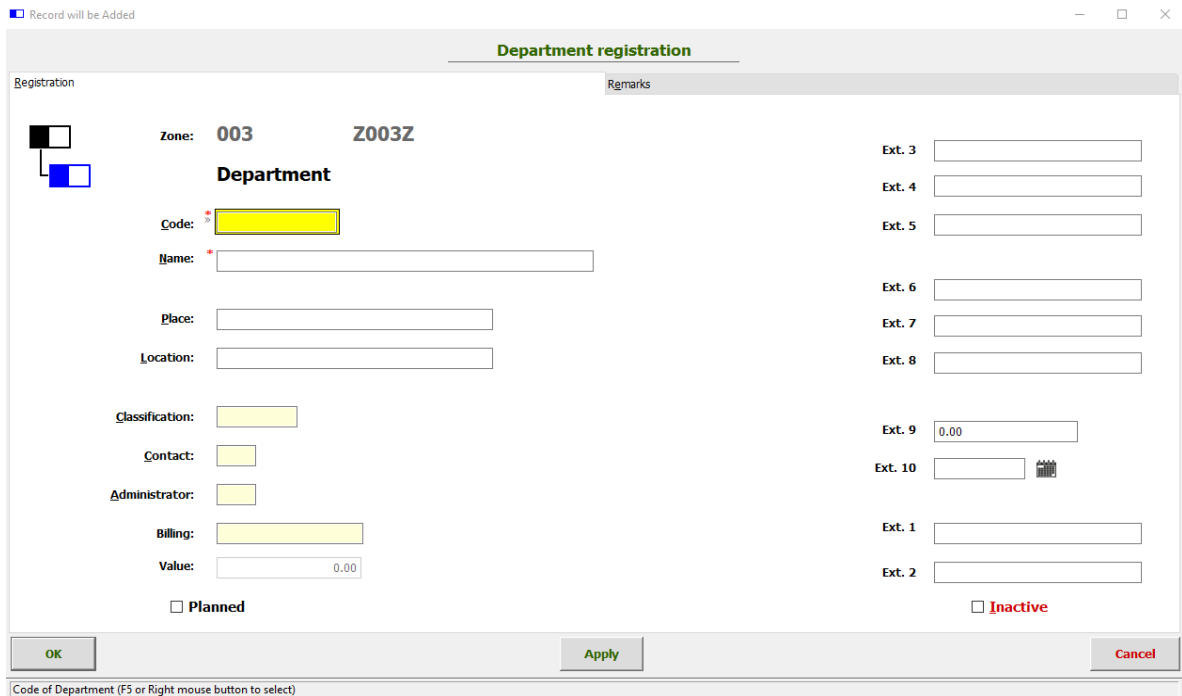 Record will be Added
Department registration
Registration
Remarks
Zone: 003 Z003Z
Department
Code: * »
Name: *
Place:
Location:
Classification:
Contact:
Administrator:
Billing:
Value: 0.00
Planned
Ext. 3
Ext. 4
Ext. 5
Ext. 6
Ext. 7
Ext. 8
Ext. 9 0.00
Ext. 10
Ext. 1
Ext. 2
Inactive
OK
Apply
Cancel
Code of Department (F5 or Right mouse button to select)